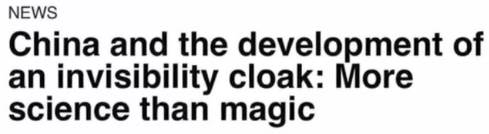 NEWS
China and the development of
an invisibility cloak: More
science than magic